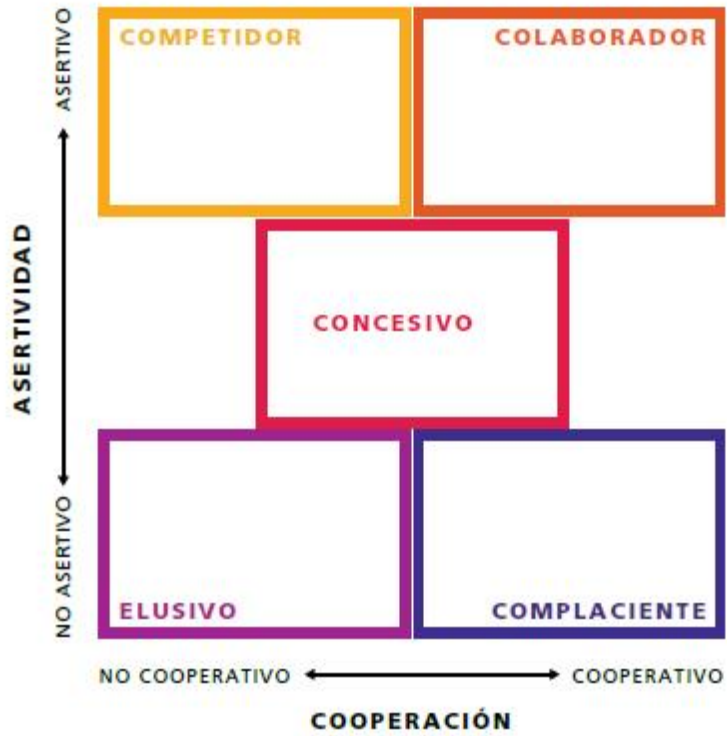 COMPETIDOR
COLABORADOR
ASERTIVO
ASERTIVIDAD
CONCESIVO
NO ASERTIVO
ELUSIVO
COMPLACIENTE
NO COOPERATIVO
COOPERATIVO
COOPERACIÓN